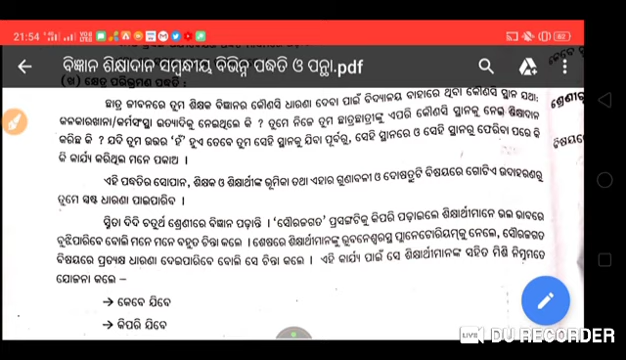 21:54
ବିଜ୍ଞାନ ଶିକ୍ଷାଦାନ ସମ୍ବନ୍ଧୀୟ ବିଭିନ୍ନ ପଦ୍ଧତି ଓ ପନ୍ଥା.pdf
(ଖ) କ୍ଷେତ୍ର ପରିଭ୍ରମଣ ପଦ୍ଧତି :
ଛାତ୍ର ଜୀବନରେ ତୁମ ଶିକ୍ଷକ ବିଜ୍ଞାନର କୌଣସି ଧାରଣା ଦେବା ପାଇଁ ବିଦ୍ୟାଳୟ ବାହାରେ ଥିବା କୌଣସି ସ୍ଥାନ ଯଥା:
କଳକାରଖାନା/କର୍ମସଂସ୍ଥା ଇତ୍ୟାଦିକୁ ନେଇଥିଲେ କି ? ତୁମେ ନିଜେ ତୁମ ଛାତ୍ରଛାତ୍ରୀଙ୍କୁ ଏପରି କୌଣସି ସ୍ଥାନକୁ ନେଇ ଶିକ୍ଷାଦାନ
କରିଛ କି ? ଯଦି ତୁମ ଉତ୍ତର 'ହଁ' ହୁଏ ତେବେ ତୁମ ସେହି ସ୍ଥାନକୁ ଯିବା ପୂର୍ବରୁ, ସେହି ସ୍ଥାନରେ ଓ ସେହି ସ୍ଥାନରୁ ଫେରିବା ପରେ କି
କି କାର୍ଯ୍ୟ କରିଥିଲ ମନେ ପକାଅ ।
ଏହି ପଦ୍ଧତିର ସୋପାନ, ଶିକ୍ଷକ ଓ ଶିକ୍ଷାର୍ଥୀଙ୍କ ଭୂମିକା ତଥା ଏହାର ଗୁଣାବଳୀ ଓ ଦୋଷତ୍ରୁଟି ବିଷୟରେ ଗୋଟିଏ ଉଦାହରଣରୁ
ତୁମେ ସ୍ପଷ୍ଟ ଧାରଣା ପାଇପାରିବ ।
ସ୍ମିତା ଦିଦି ଚତୁର୍ଥ ଶ୍ରେଣୀରେ ବିଜ୍ଞାନ ପଢ଼ାନ୍ତି । 'ସୌରଜଗତ' ପ୍ରସଙ୍ଗଟିକୁ କିପରି ପଢ଼ାଇଲେ ଶିକ୍ଷାର୍ଥୀମାନେ ଭଲ ଭାବରେ
ବୁଝିପାରିବେ ବୋଲି ମନେ ମନେ ବହୁତ ଚିନ୍ତା କଲେ । ଶେଷରେ ଶିକ୍ଷାର୍ଥୀମାନଙ୍କୁ ଭୁବନେଶ୍ୱରସ୍ଥ ପ୍ଲାନେଟୋରିୟମ୍‌କୁ ନେଲେ, ସୌରଜଗତ
ବିଷୟରେ ପ୍ରତ୍ୟକ୍ଷ ଧାରଣା ଦେଇପାରିବେ ବୋଲି ସେ ଚିନ୍ତା କଲେ । ଏହି କାର୍ଯ୍ୟ ପାଇଁ ସେ ଶିକ୍ଷାର୍ଥୀମାନଙ୍କ ସହିତ ମିଶି ନିମ୍ନମତେ
ଯୋଜନା କଲେ –
→ କେବେ ଯିବେ
→ କିପରି ଯିବେ
LIVE DU RECORDER